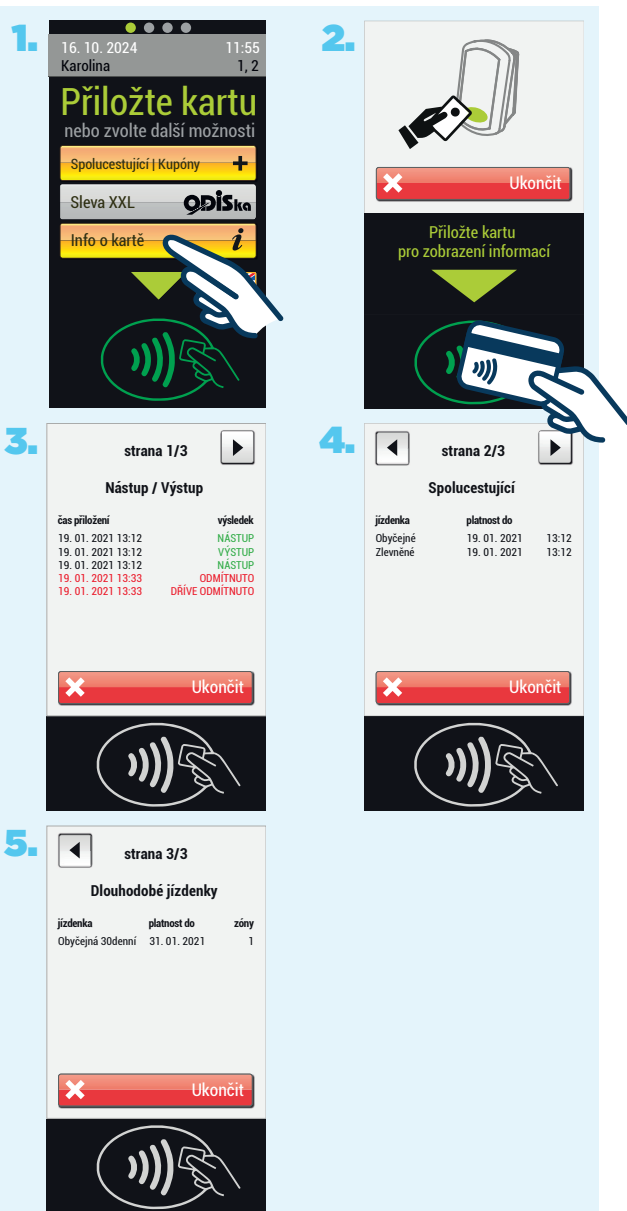 1.
16. 10. 2024 11:55
Karolina 1, 2
Přiložte kartu
nebo zvolte další možnosti
Spolucestující | Kupóny +
Sleva XXL ODISka
Info o kartě i
2.
Ukončit
Přiložte kartu
pro zobrazení informací
3.
strana 1/3
Nástup / Výstup
čas přiložení výsledek
19. 01. 2021 13:12 NÁSTUP
19. 01. 2021 13:12 VÝSTUP
19. 01. 2021 13:12 NÁSTUP
19. 01. 2021 13:33 ODMÍTNUTO
19. 01. 2021 13:33 DŘÍVE ODMÍTNUTO
Ukončit
4.
strana 2/3
Spolucestující
jízdenka platnost do
Obyčejné 19. 01. 2021 13:12
Zlevněné 19. 01. 2021 13:12
Ukončit
5.
strana 3/3
Dlouhodobé jízdenky
jízdenka platnost do zóny
Obyčejná 30denní 31. 01. 2021 1
Ukončit